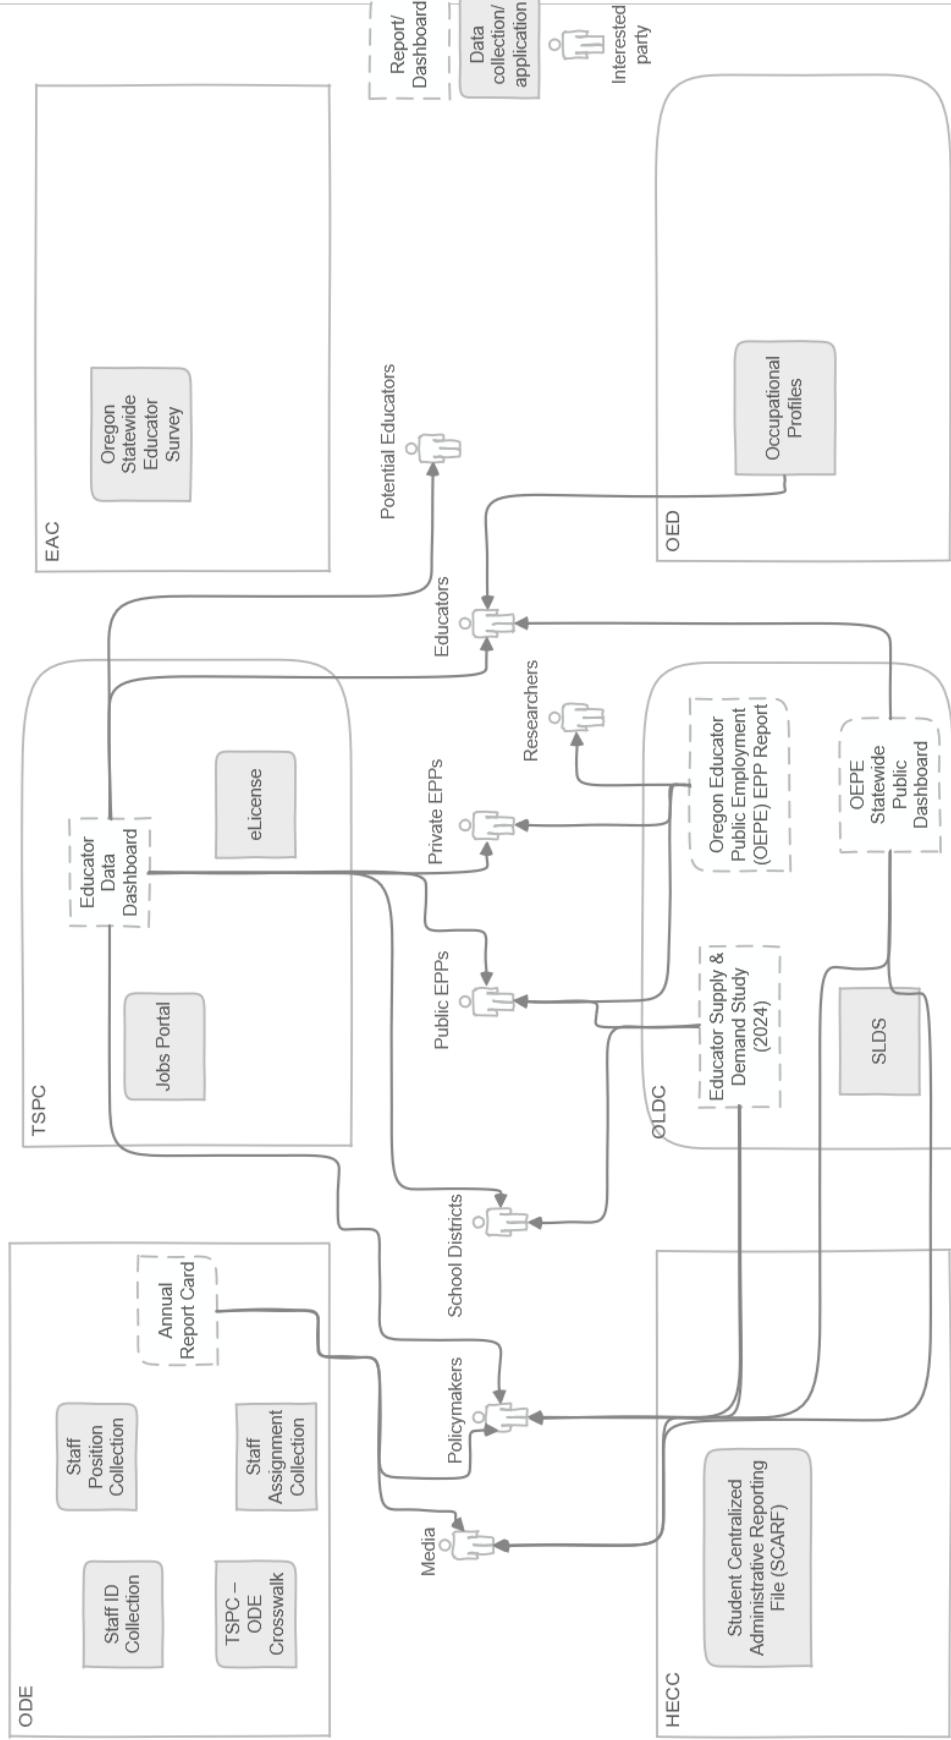 ODE
Staff ID
Collection
Staff
Position
Collection
TSPC –
ODE
Crosswalk
Staff
Assignment
Collection
Annual
Report Card
TSPC
Jobs Portal
Educator
Data
Dashboard
eLicense
EAC
Oregon
Statewide
Educator
Survey
Media
Policymakers
School Districts
Public EPPs
Private EPPs
Researchers
Educators
Potential Educators
Report/
Dashboard
Data
collection/
application
Interested
party
HECC
Student Centralized
Administrative Reporting
File (SCARF)
OLDC
Educator Supply &
Demand Study
(2024)
Oregon Educator
Public Employment
(OEPE) EPP Report
SLDS
OEPE
Statewide
Public
Dashboard
OED
Occupational
Profiles